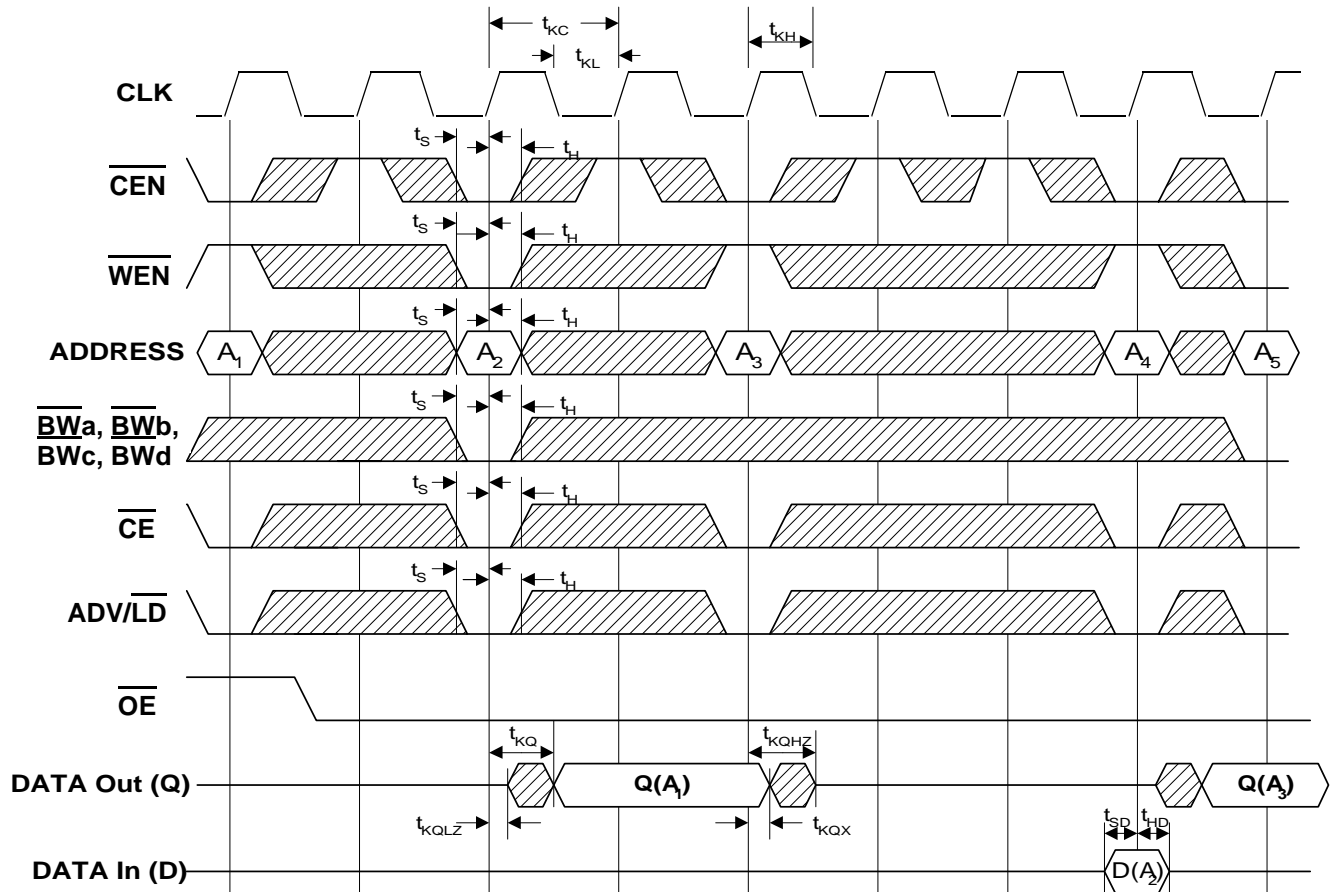 tKC
tKL
tKH
CLK
tS
tH
CEN
tS
tH
WEN
tS
tH
ADDRESS
A1
A2
A3
A4
A5
tS
tH
BWa, BWb,
BWc, BWd
tS
tH
CE
tS
tH
ADV/LD
OE
tKQ
tKQHZ
DATA Out (Q)
Q(A1)
Q(A3)
tKQLZ
tKQX
tSD
tHD
DATA In (D)
D(A2)